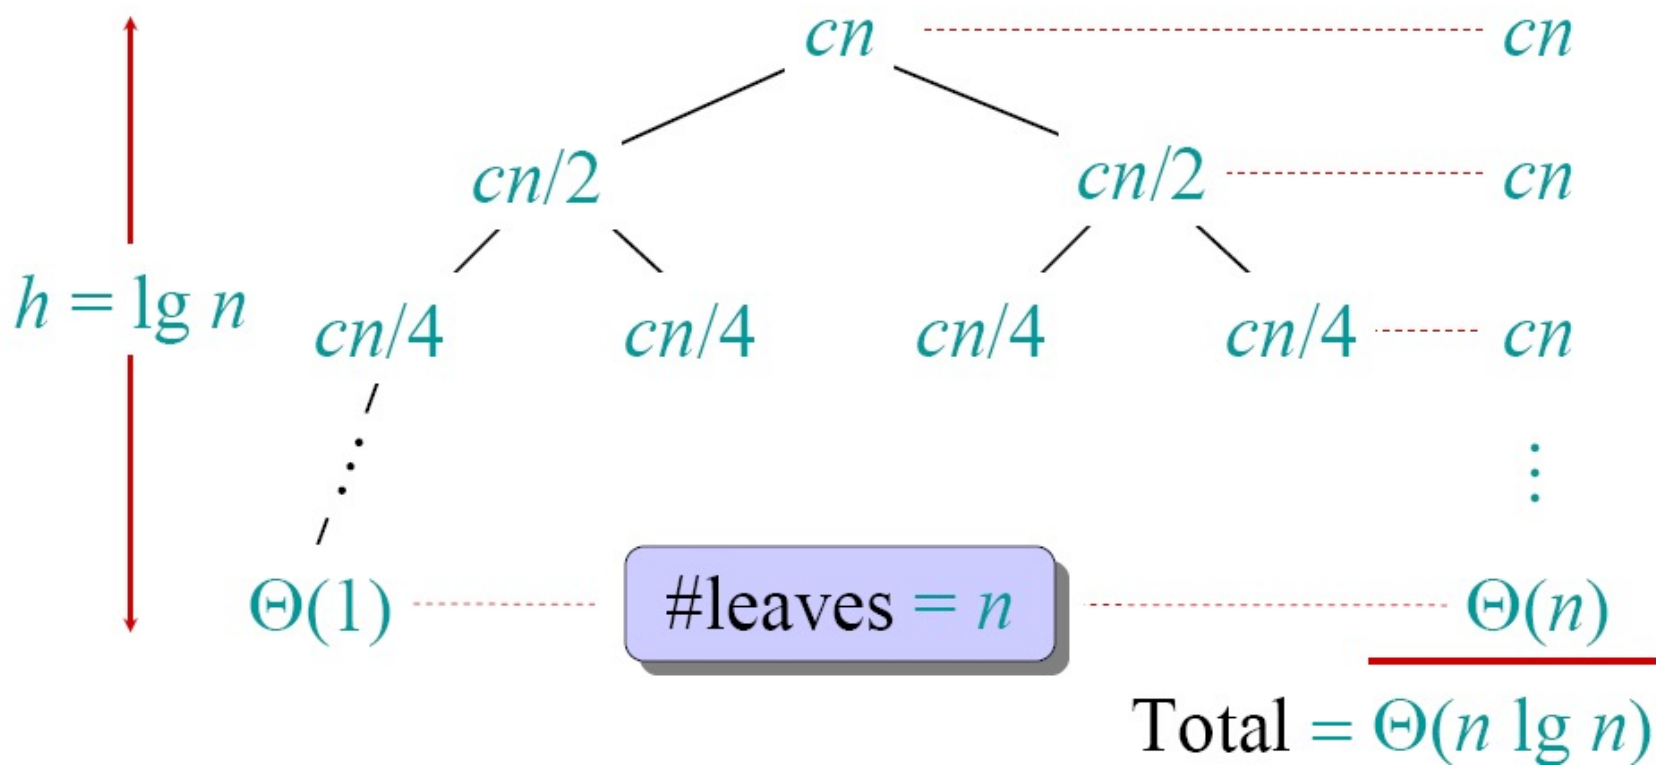 cn cn
cn/2 cn/2 cn
h = lg n cn/4 cn/4 cn/4 cn/4 cn
Θ(1) #leaves = n Θ(n)
Total = Θ(n lg n)